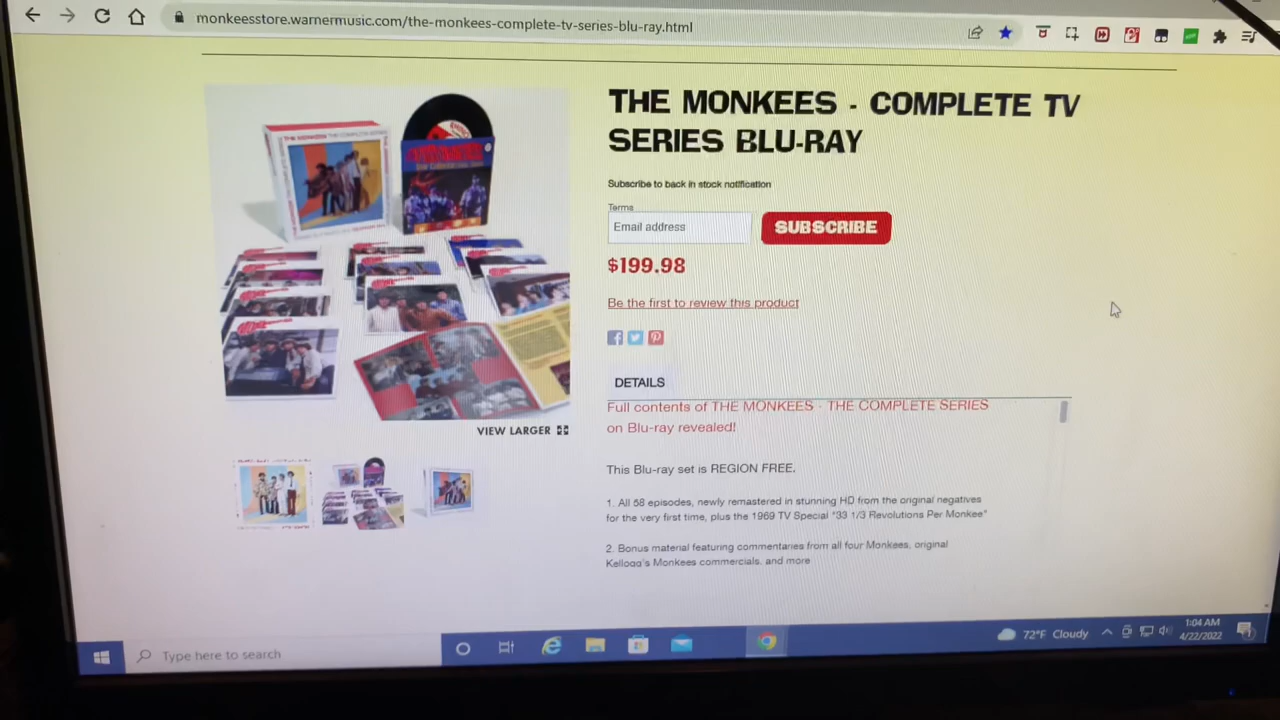 monkeesstore.warnermusic.com/the-monkees-complete-tv-series-blu-ray.html
THE MONKEES - COMPLETE TV
SERIES BLU-RAY
Subscribe to back in stock notification
Terms
Email address
SUBSCRIBE
$199.98
Be the first to review this product
DETAILS
Full contents of THE MONKEES - THE COMPLETE SERIES
on Blu-ray revealed!
This Blu-ray set is REGION FREE.
1. All 58 episodes, newly remastered in stunning HD from the original negatives
for the very first time, plus the 1969 TV Special "33 1/3 Revolutions Per Monkee"
2. Bonus material featuring commentaries from all four Monkees, original
Kellogg's Monkees commercials, and more
VIEW LARGER
Type here to search
72°F Cloudy
1:04 AM
4/22/2022